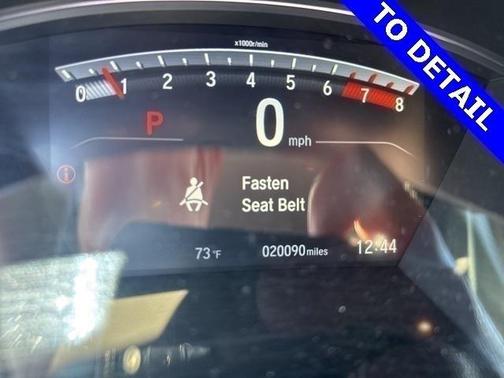 TO DETAIL
x1000r/min
0 1 2 3 4 5 6 7 8
P 0 mph
Fasten
Seat Belt
73°F 020090 miles 12:44